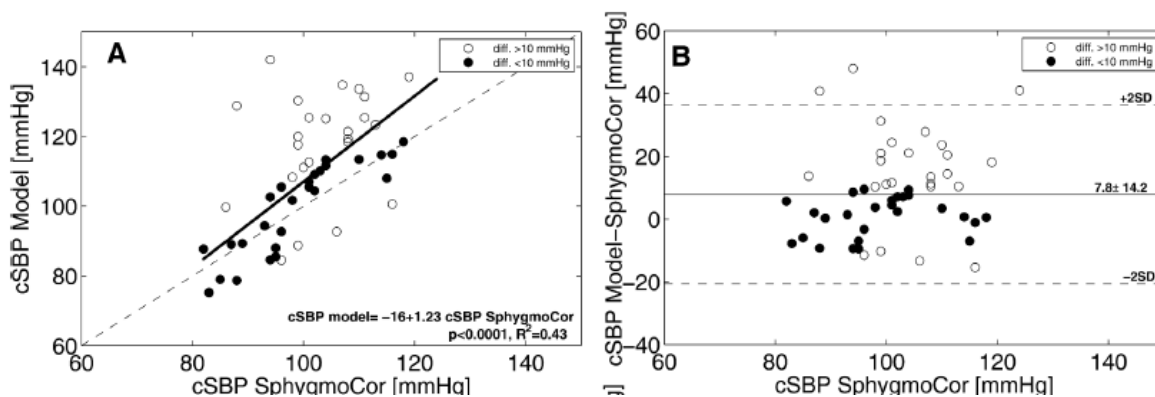 A
diff. >10 mmHg
diff. <10 mmHg
cSBP Model [mmHg]
140
120
100
80
60
cSBP model= −16+1.23 cSBP SphygmoCor
p<0.0001, R²=0.43
60
80
100
120
140
cSBP SphygmoCor [mmHg]
B
diff. >10 mmHg
diff. <10 mmHg
cSBP Model−SphygmoCor [mmHg]
60
40
20
0
−20
−40
+2SD
7.8± 14.2
−2SD
60
80
100
120
140
cSBP SphygmoCor [mmHg]